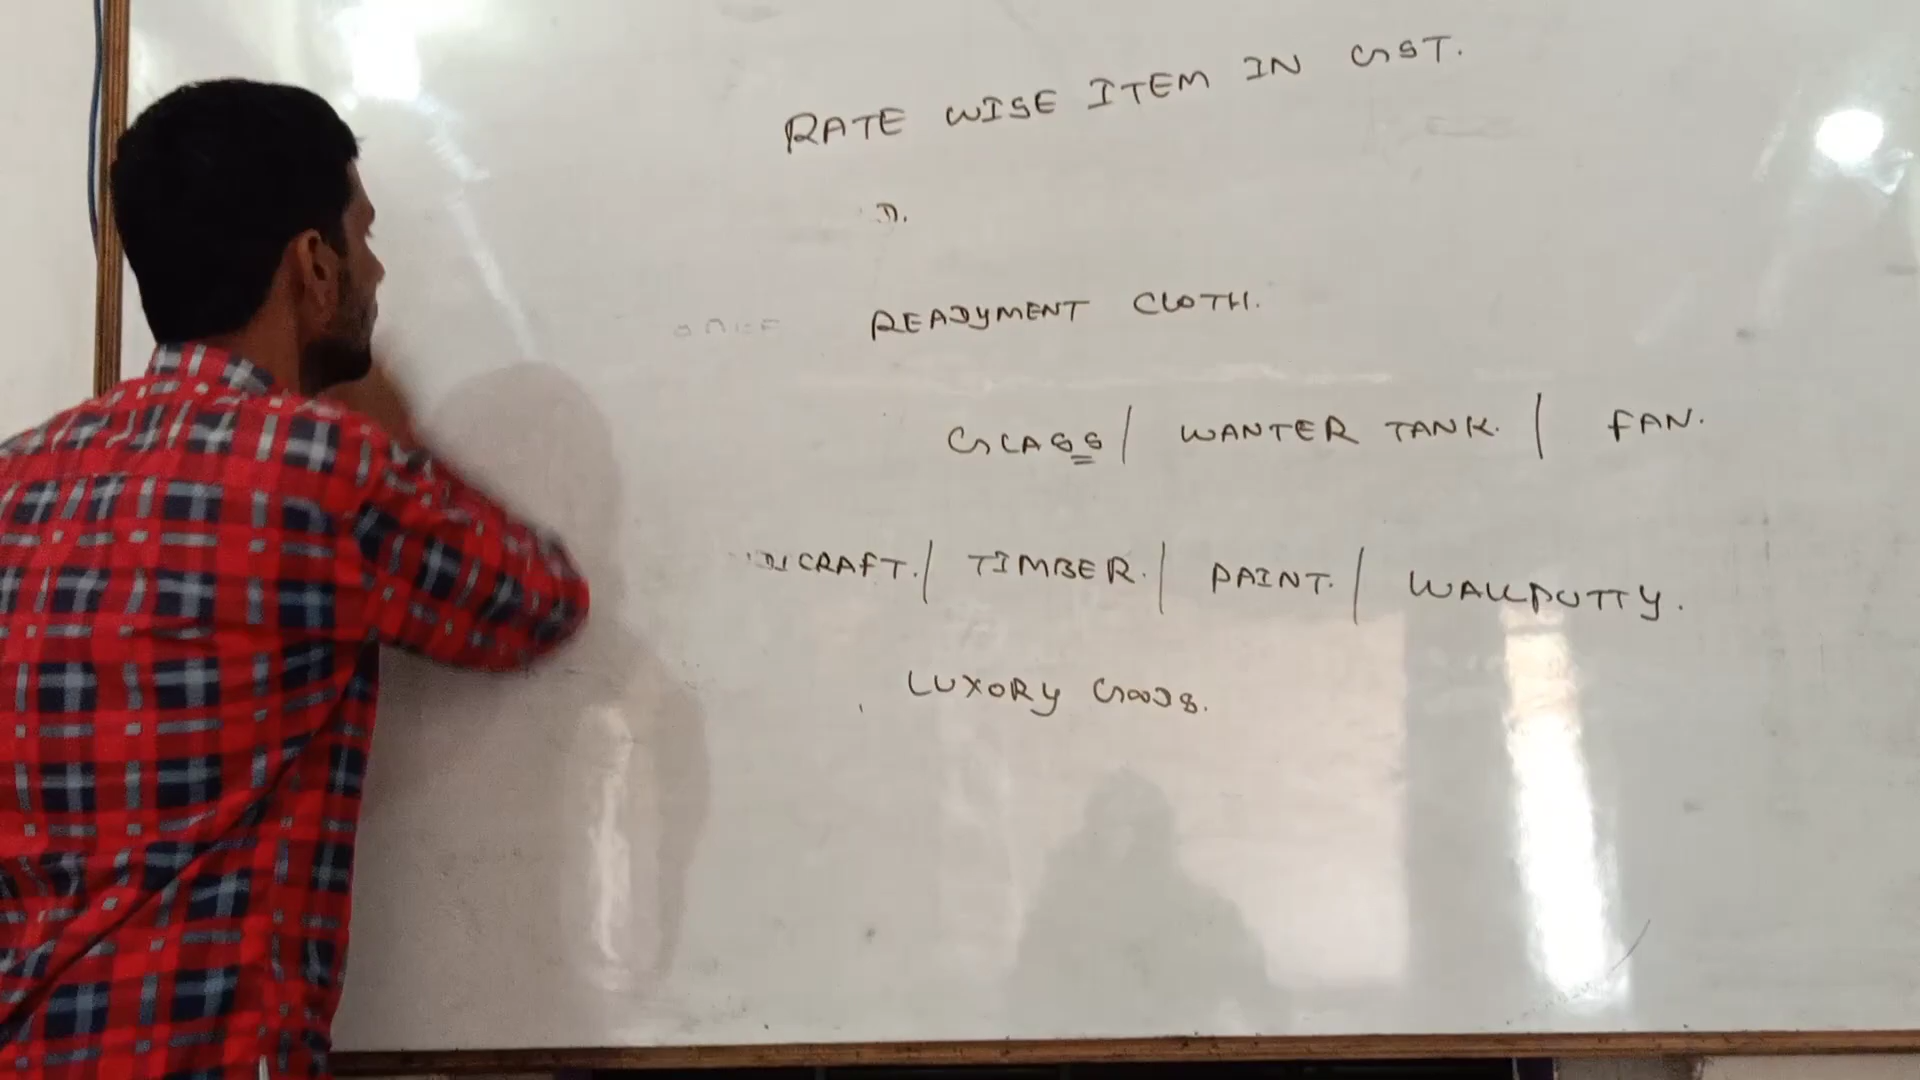 RATE WISE ITEM IN GST.
READYMENT CLOTH.
GLASS / WANTER TANK. / FAN.
CRAFT. / TIMBER. / PAINT. / WALLPUTTY.
LUXORY GOODS.